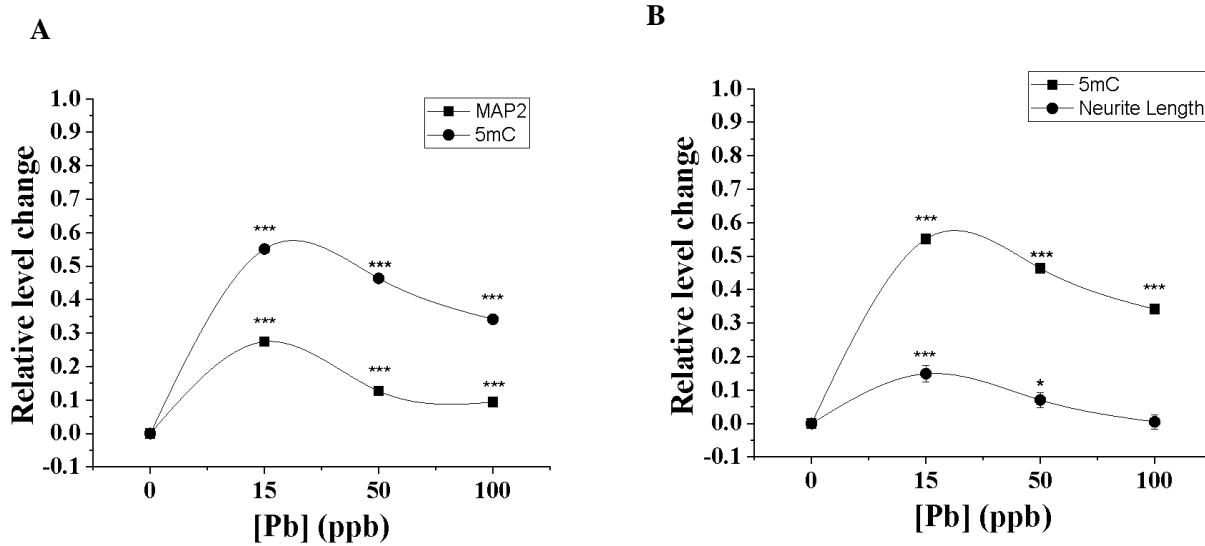 A
MAP2
5mC
Relative level change
1.0
0.9
0.8
0.7
0.6
0.5
0.4
0.3
0.2
0.1
0.0
-0.1
***
***
***
***
***
***
0 15 50 100
[Pb] (ppb)
B
5mC
Neurite Length
Relative level change
1.0
0.9
0.8
0.7
0.6
0.5
0.4
0.3
0.2
0.1
0.0
-0.1
***
***
***
***
*
0 15 50 100
[Pb] (ppb)